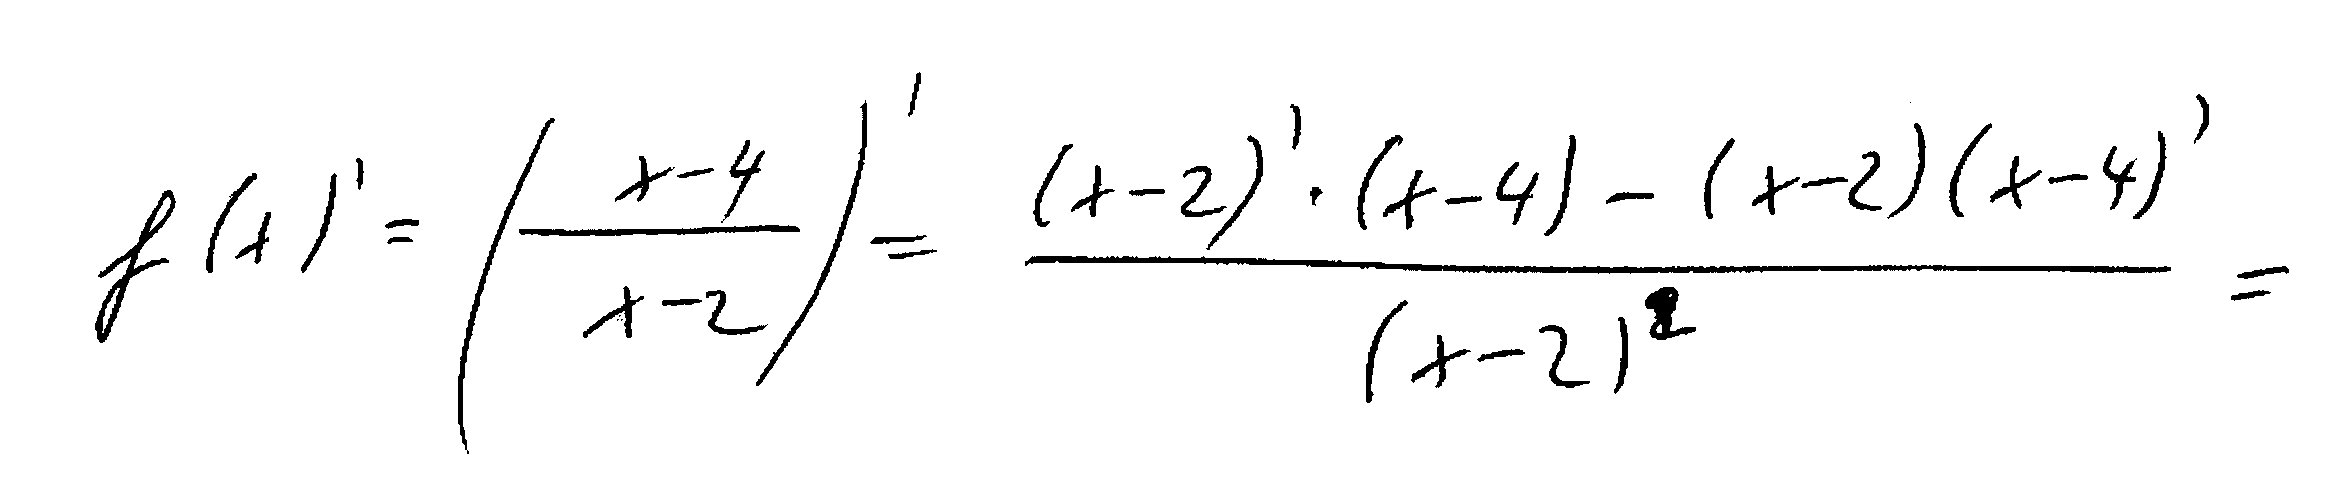 f(x)' = ((x-4)/(x-2))' = ((x-2)'·(x-4) - (x-2)(x-4)')/((x-2)²) =